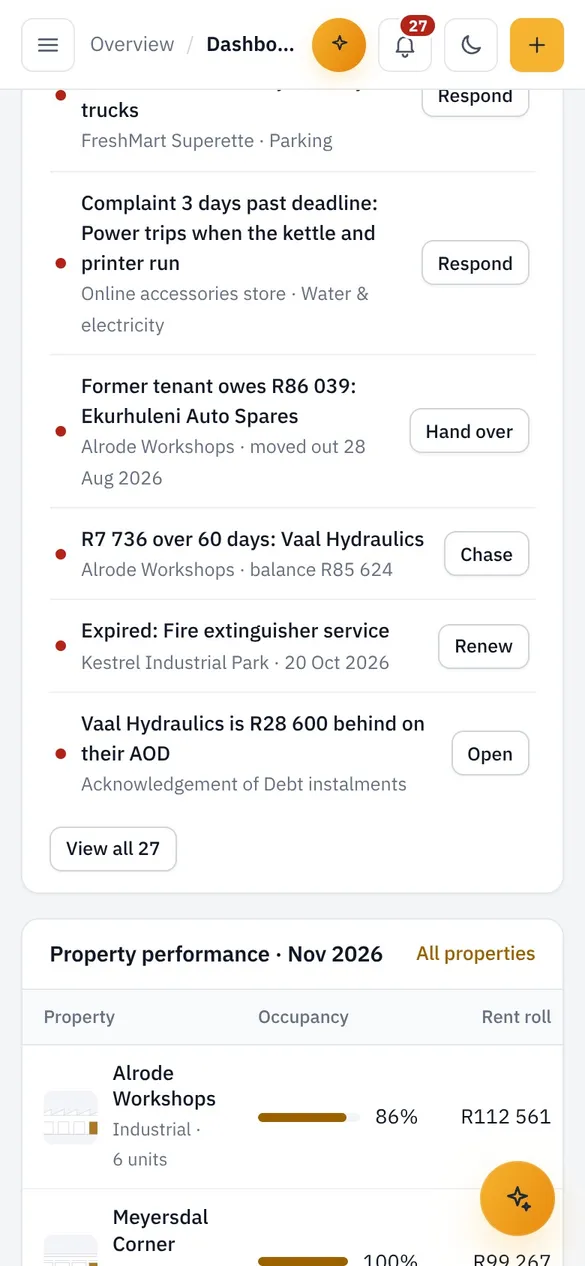 Overview / Dashbo...
27
trucks
Respond
FreshMart Superette · Parking
Complaint 3 days past deadline:
Power trips when the kettle and
printer run
Respond
Online accessories store · Water &
electricity
Former tenant owes R86 039:
Ekurhuleni Auto Spares
Hand over
Alrode Workshops · moved out 28
Aug 2026
R7 736 over 60 days: Vaal Hydraulics
Chase
Alrode Workshops · balance R85 624
Expired: Fire extinguisher service
Renew
Kestrel Industrial Park · 20 Oct 2026
Vaal Hydraulics is R28 600 behind on
their AOD
Open
Acknowledgement of Debt instalments
View all 27
Property performance · Nov 2026
All properties
Property Occupancy Rent roll
Alrode
Workshops
Industrial ·
6 units
86% R112 561
Meyersdal
Corner
100% R99 267